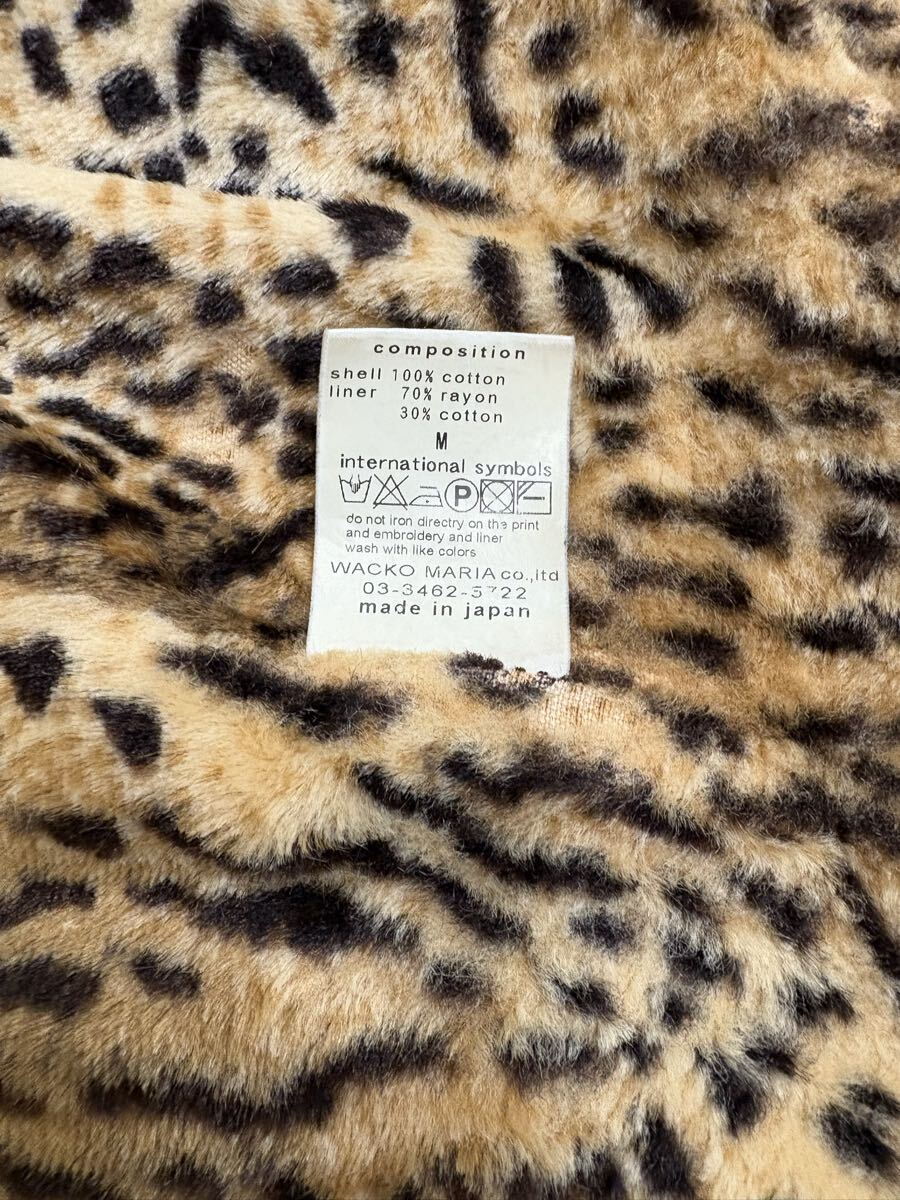 composition
shell 100% cotton
liner 70% rayon
30% cotton
M
international symbols
P
do not iron directry on the print
and embroidery and liner
wash with like colors
WACKO MARIA co.,ltd
03-3462-5722
made in japan